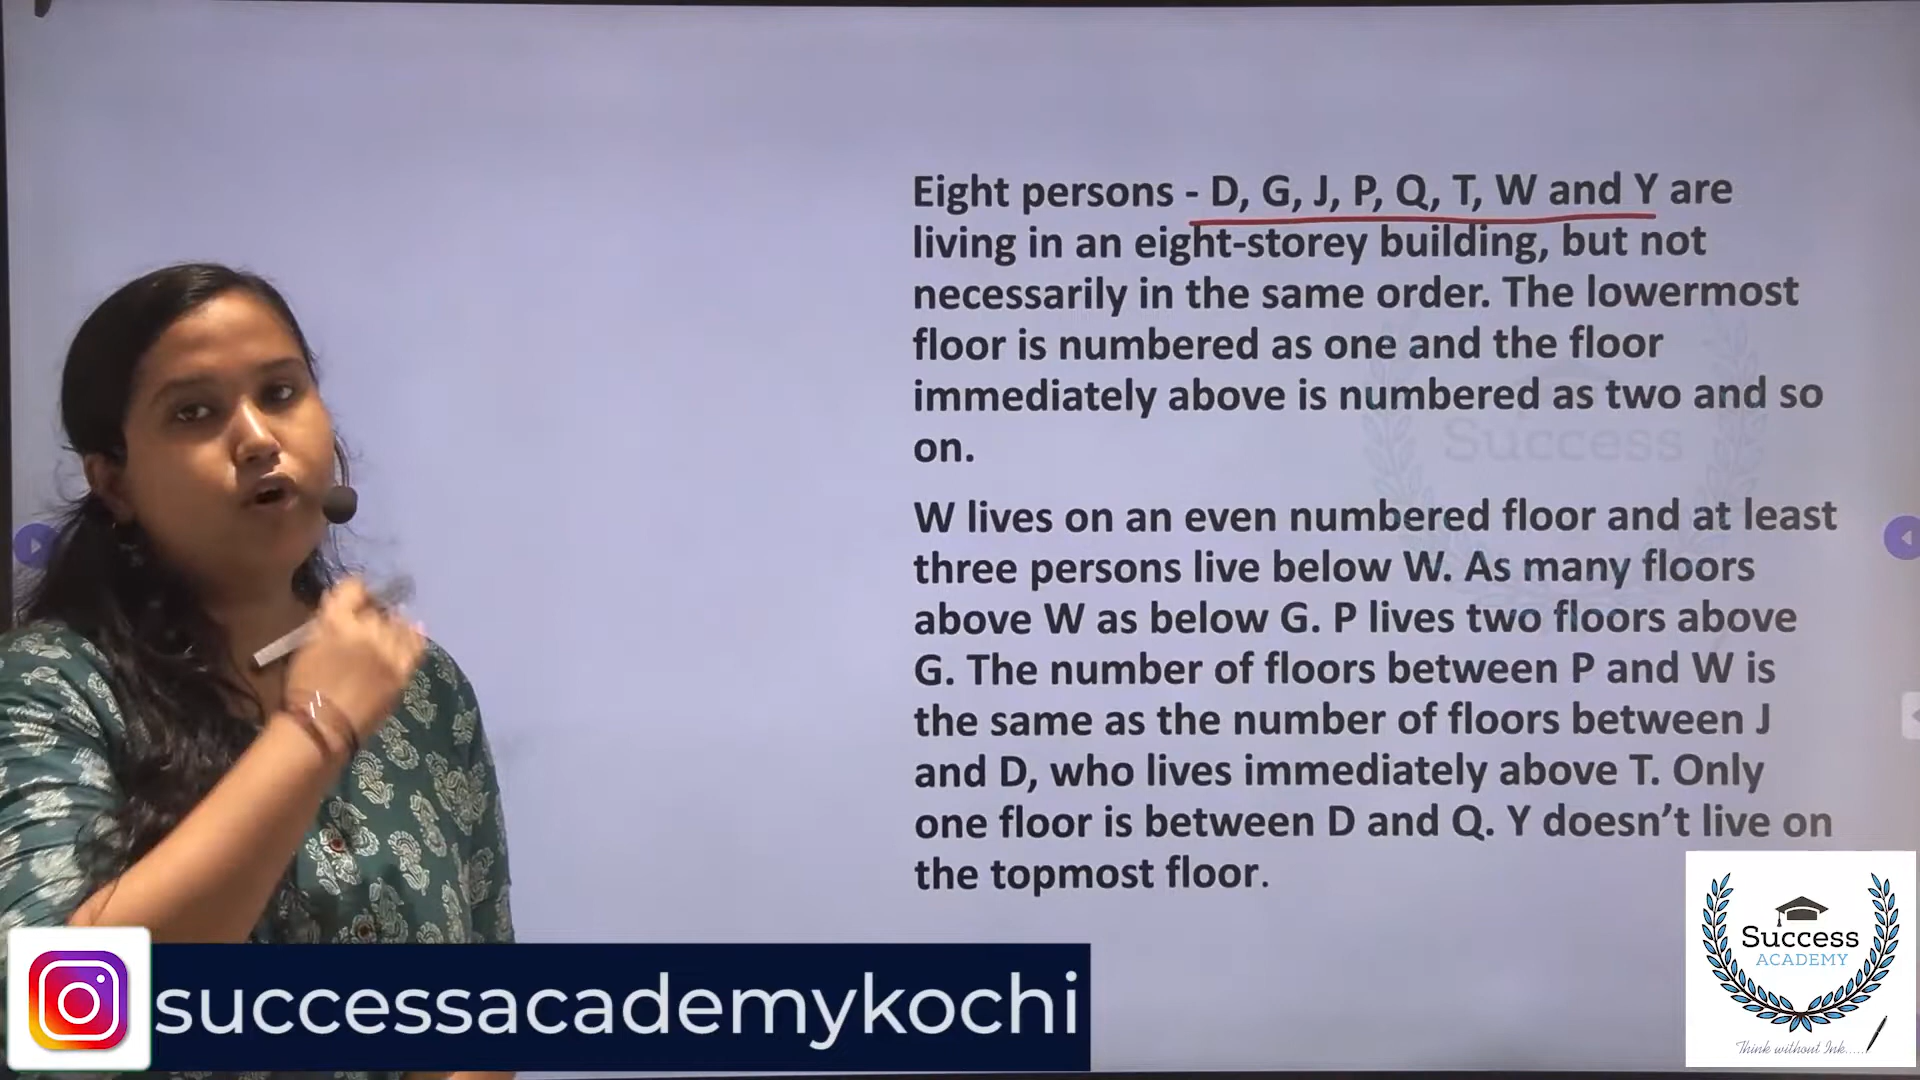 Eight persons - D, G, J, P, Q, T, W and Y are
living in an eight-storey building, but not
necessarily in the same order. The lowermost
floor is numbered as one and the floor
immediately above is numbered as two and so
on.
Success
W lives on an even numbered floor and at least
three persons live below W. As many floors
above W as below G. P lives two floors above
G. The number of floors between P and W is
the same as the number of floors between J
and D, who lives immediately above T. Only
one floor is between D and Q. Y doesn’t live on
the topmost floor.
Success
ACADEMY
Think without Ink.....
successacademykochi